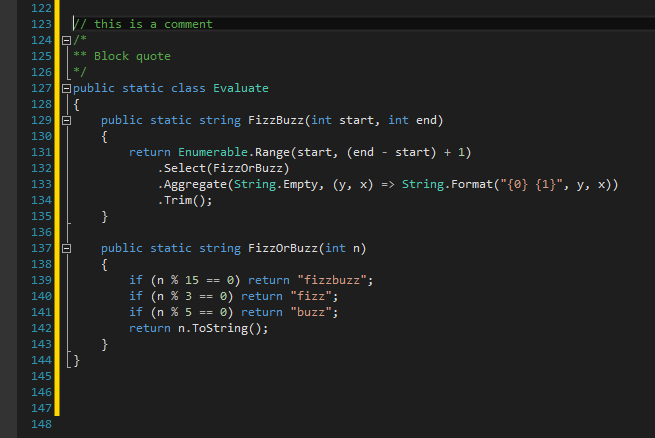 122
123 // this is a comment
124 /*
125 ** Block quote
126 */
127 public static class Evaluate
128 {
129     public static string FizzBuzz(int start, int end)
130     {
131         return Enumerable.Range(start, (end - start) + 1)
132             .Select(FizzOrBuzz)
133             .Aggregate(String.Empty, (y, x) => String.Format("{0} {1}", y, x))
134             .Trim();
135     }
136
137     public static string FizzOrBuzz(int n)
138     {
139         if (n % 15 == 0) return "fizzbuzz";
140         if (n % 3 == 0) return "fizz";
141         if (n % 5 == 0) return "buzz";
142         return n.ToString();
143     }
144 }
145
146
147
148